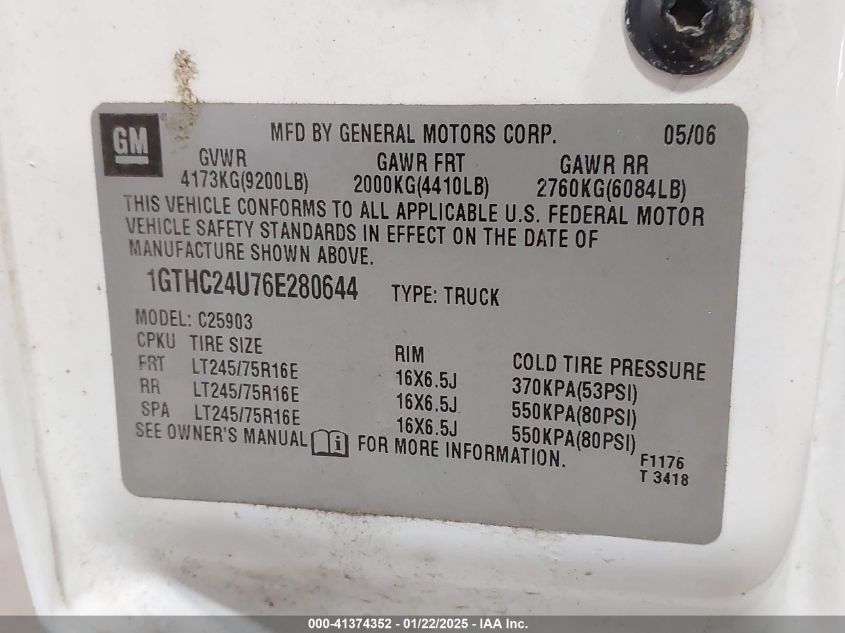 GM
MFD BY GENERAL MOTORS CORP. 05/06
GVWR GAWR FRT GAWR RR
4173KG(9200LB) 2000KG(4410LB) 2760KG(6084LB)
THIS VEHICLE CONFORMS TO ALL APPLICABLE U.S. FEDERAL MOTOR
VEHICLE SAFETY STANDARDS IN EFFECT ON THE DATE OF
MANUFACTURE SHOWN ABOVE.
1GTHC24U76E280644 TYPE: TRUCK
MODEL: C25903
CPKU TIRE SIZE RIM COLD TIRE PRESSURE
FRT LT245/75R16E 16X6.5J 370KPA(53PSI)
RR LT245/75R16E 16X6.5J 550KPA(80PSI)
SPA LT245/75R16E 16X6.5J 550KPA(80PSI)
SEE OWNER'S MANUAL i FOR MORE INFORMATION.
F1176
T 3418
000-41374352 - 01/22/2025 - IAA Inc.